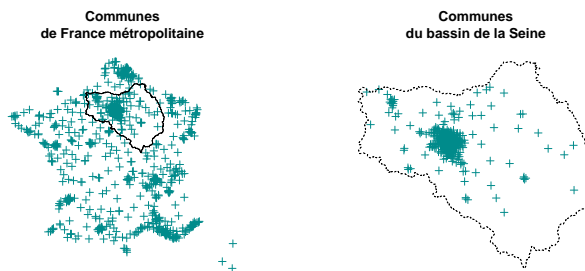 Communes
de France métropolitaine
Communes
du bassin de la Seine